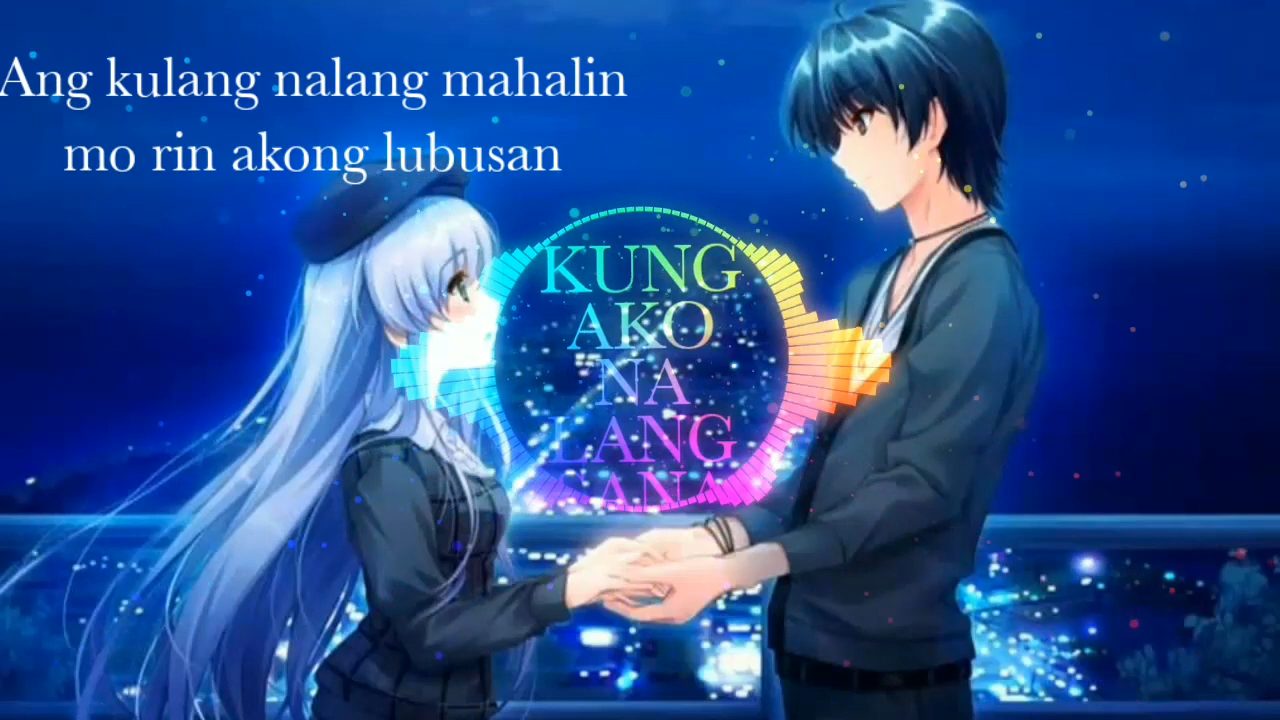 Ang kulang nalang mahalin
mo rin akong lubusan
KUNG
AKO
NA
LANG
SANA